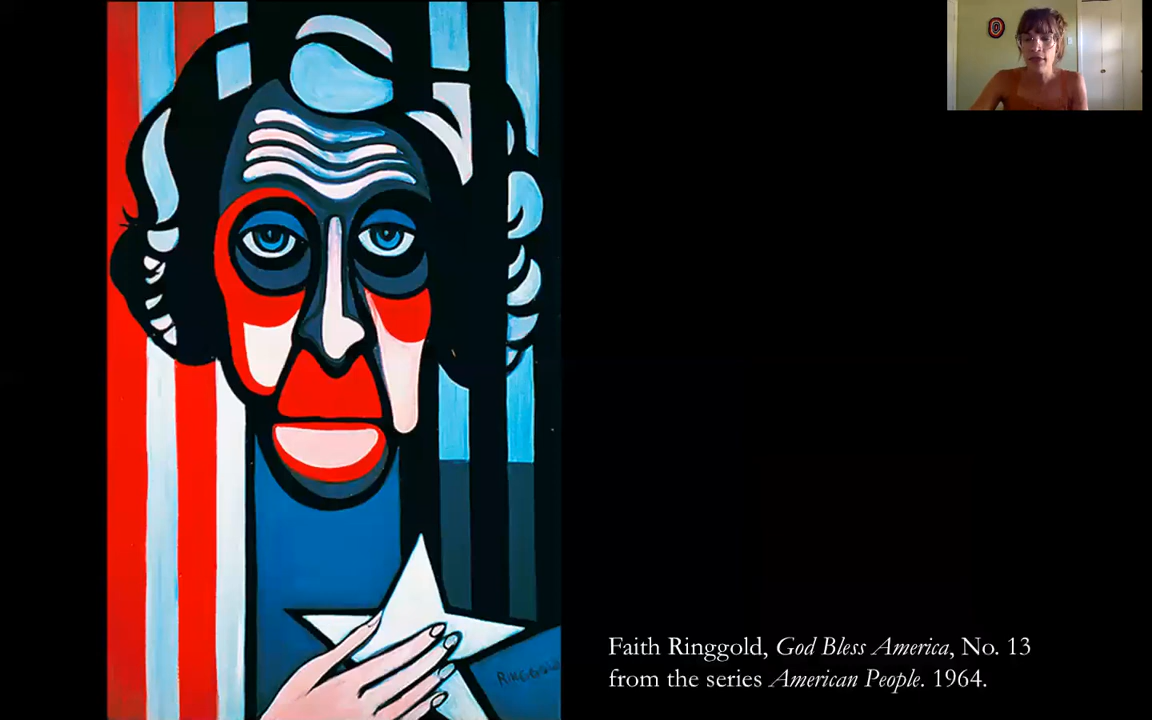 RINGGOLD
Faith Ringgold, God Bless America, No. 13
from the series American People. 1964.